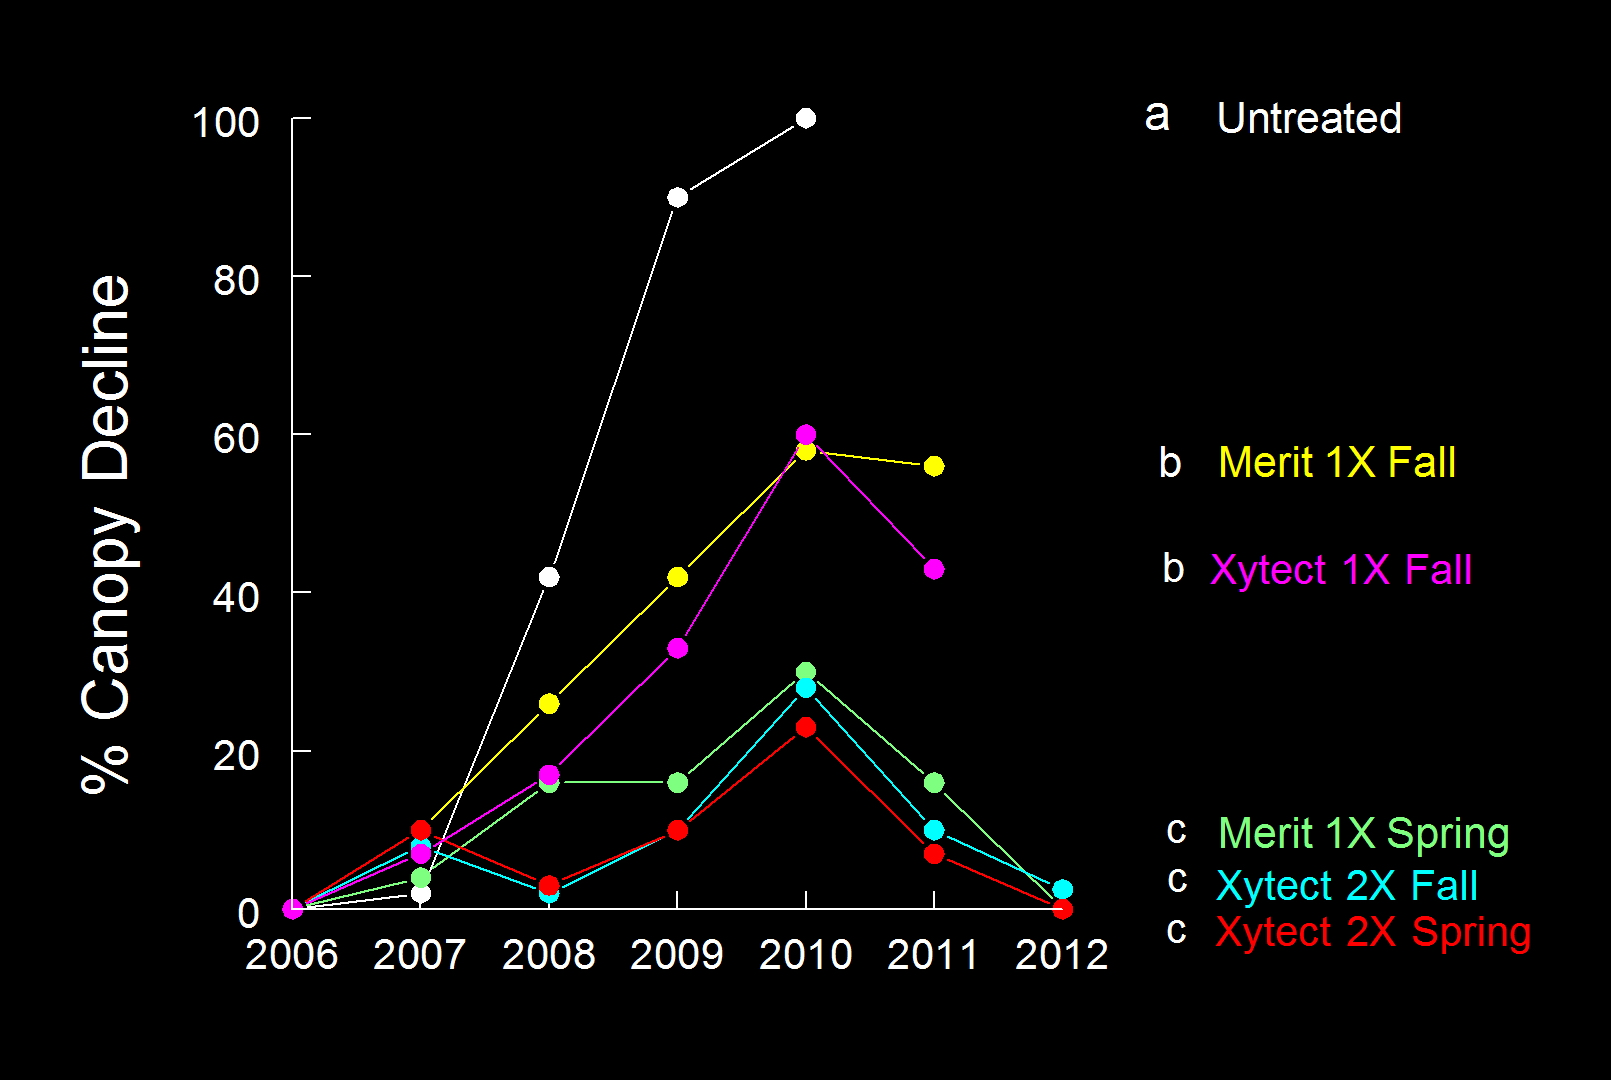 % Canopy Decline
100
80
60
40
20
0
2006 2007 2008 2009 2010 2011 2012
a Untreated
b Merit 1X Fall
b Xytect 1X Fall
c Merit 1X Spring
c Xytect 2X Fall
c Xytect 2X Spring